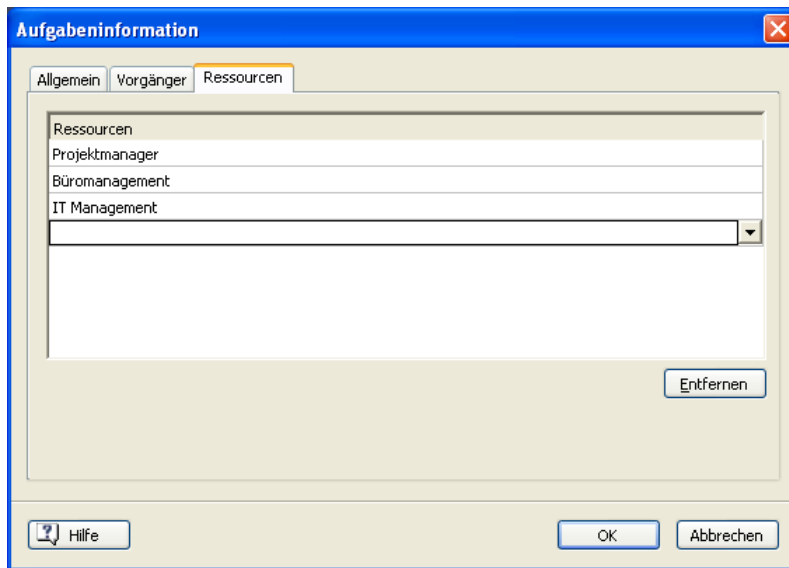 Aufgabeninformation
Allgemein Vorgänger Ressourcen
Ressourcen
Projektmanager
Büromanagement
IT Management
Entfernen
Hilfe OK Abbrechen